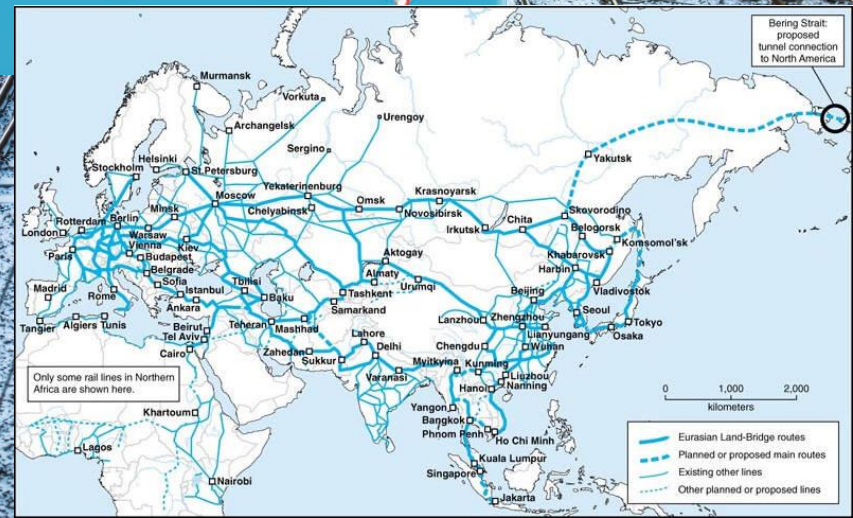 Bering Strait:
proposed
tunnel connection
to North America
Murmansk
Vorkuta
Urengoy
Archangelsk
Sergino
Yakutsk
Helsinki
Stockholm
St.Petersburg
Yekaterinenburg
Moscow
Omsk
Krasnoyarsk
Skovorodino
Chelyabinsk
Novosibirsk
Chita
Belogorsk
Irkutsk
Komsomol'sk
Minsk
Berlin
Rotterdam
London
Warsaw
Kiev
Vienna
Paris
Budapest
Khabarovsk
Harbin
Aktogay
Belgrade
Almaty
Urumqi
Vladivostok
Beijing
Madrid
Rome
Sofia
Istanbul
Tbilisi
Baku
Tashkent
Ankara
Samarkand
Seoul
Tokyo
Osaka
Lanzhou
Zhengzhou
Lianyungang
Tangier
Algiers
Tunis
Beirut
Tel Aviv
Teheran
Mashhad
Lahore
Chengdu
Wuhan
Cairo
Zahedan
Delhi
Sukkur
Myitkyina
Kunming
Liuzhou
Varanasi
Hanoi
Nanning
Only some rail lines in Northern
Africa are shown here.
0
1,000
2,000
kilometers
Khartoum
Yangon
Bangkok
Phnom Penh
Ho Chi Minh
Lagos
Nairobi
Kuala Lumpur
Singapore
Jakarta
Eurasian Land-Bridge routes
Planned or proposed main routes
Existing other lines
Other planned or proposed lines